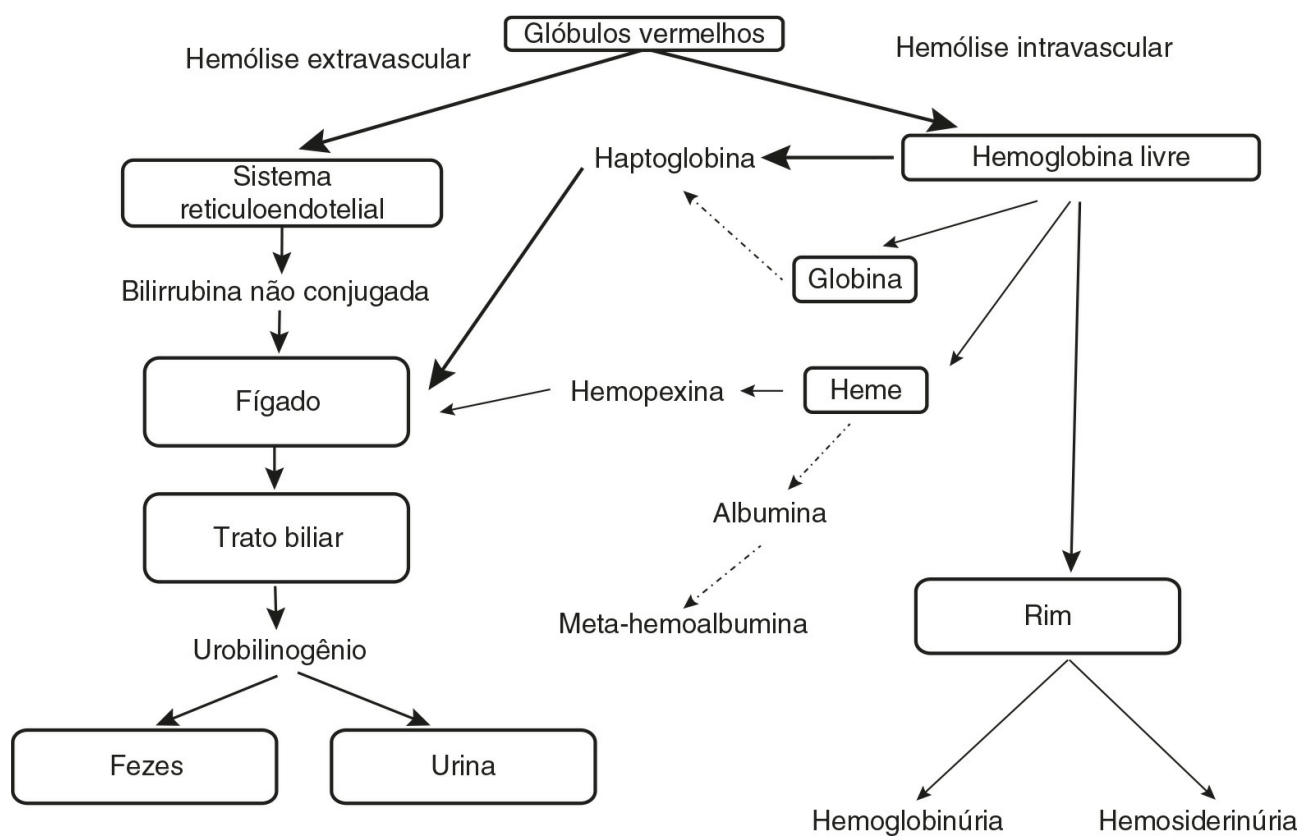 Glóbulos vermelhos
Hemólise extravascular
Hemólise intravascular
Haptoglobina
Hemoglobina livre
Sistema
reticuloendotelial
Globina
Bilirrubina não conjugada
Fígado
Hemopexina
Heme
Albumina
Trato biliar
Meta-hemoalbumina
Rim
Urobilinogênio
Fezes
Urina
Hemoglobinúria
Hemosiderinúria